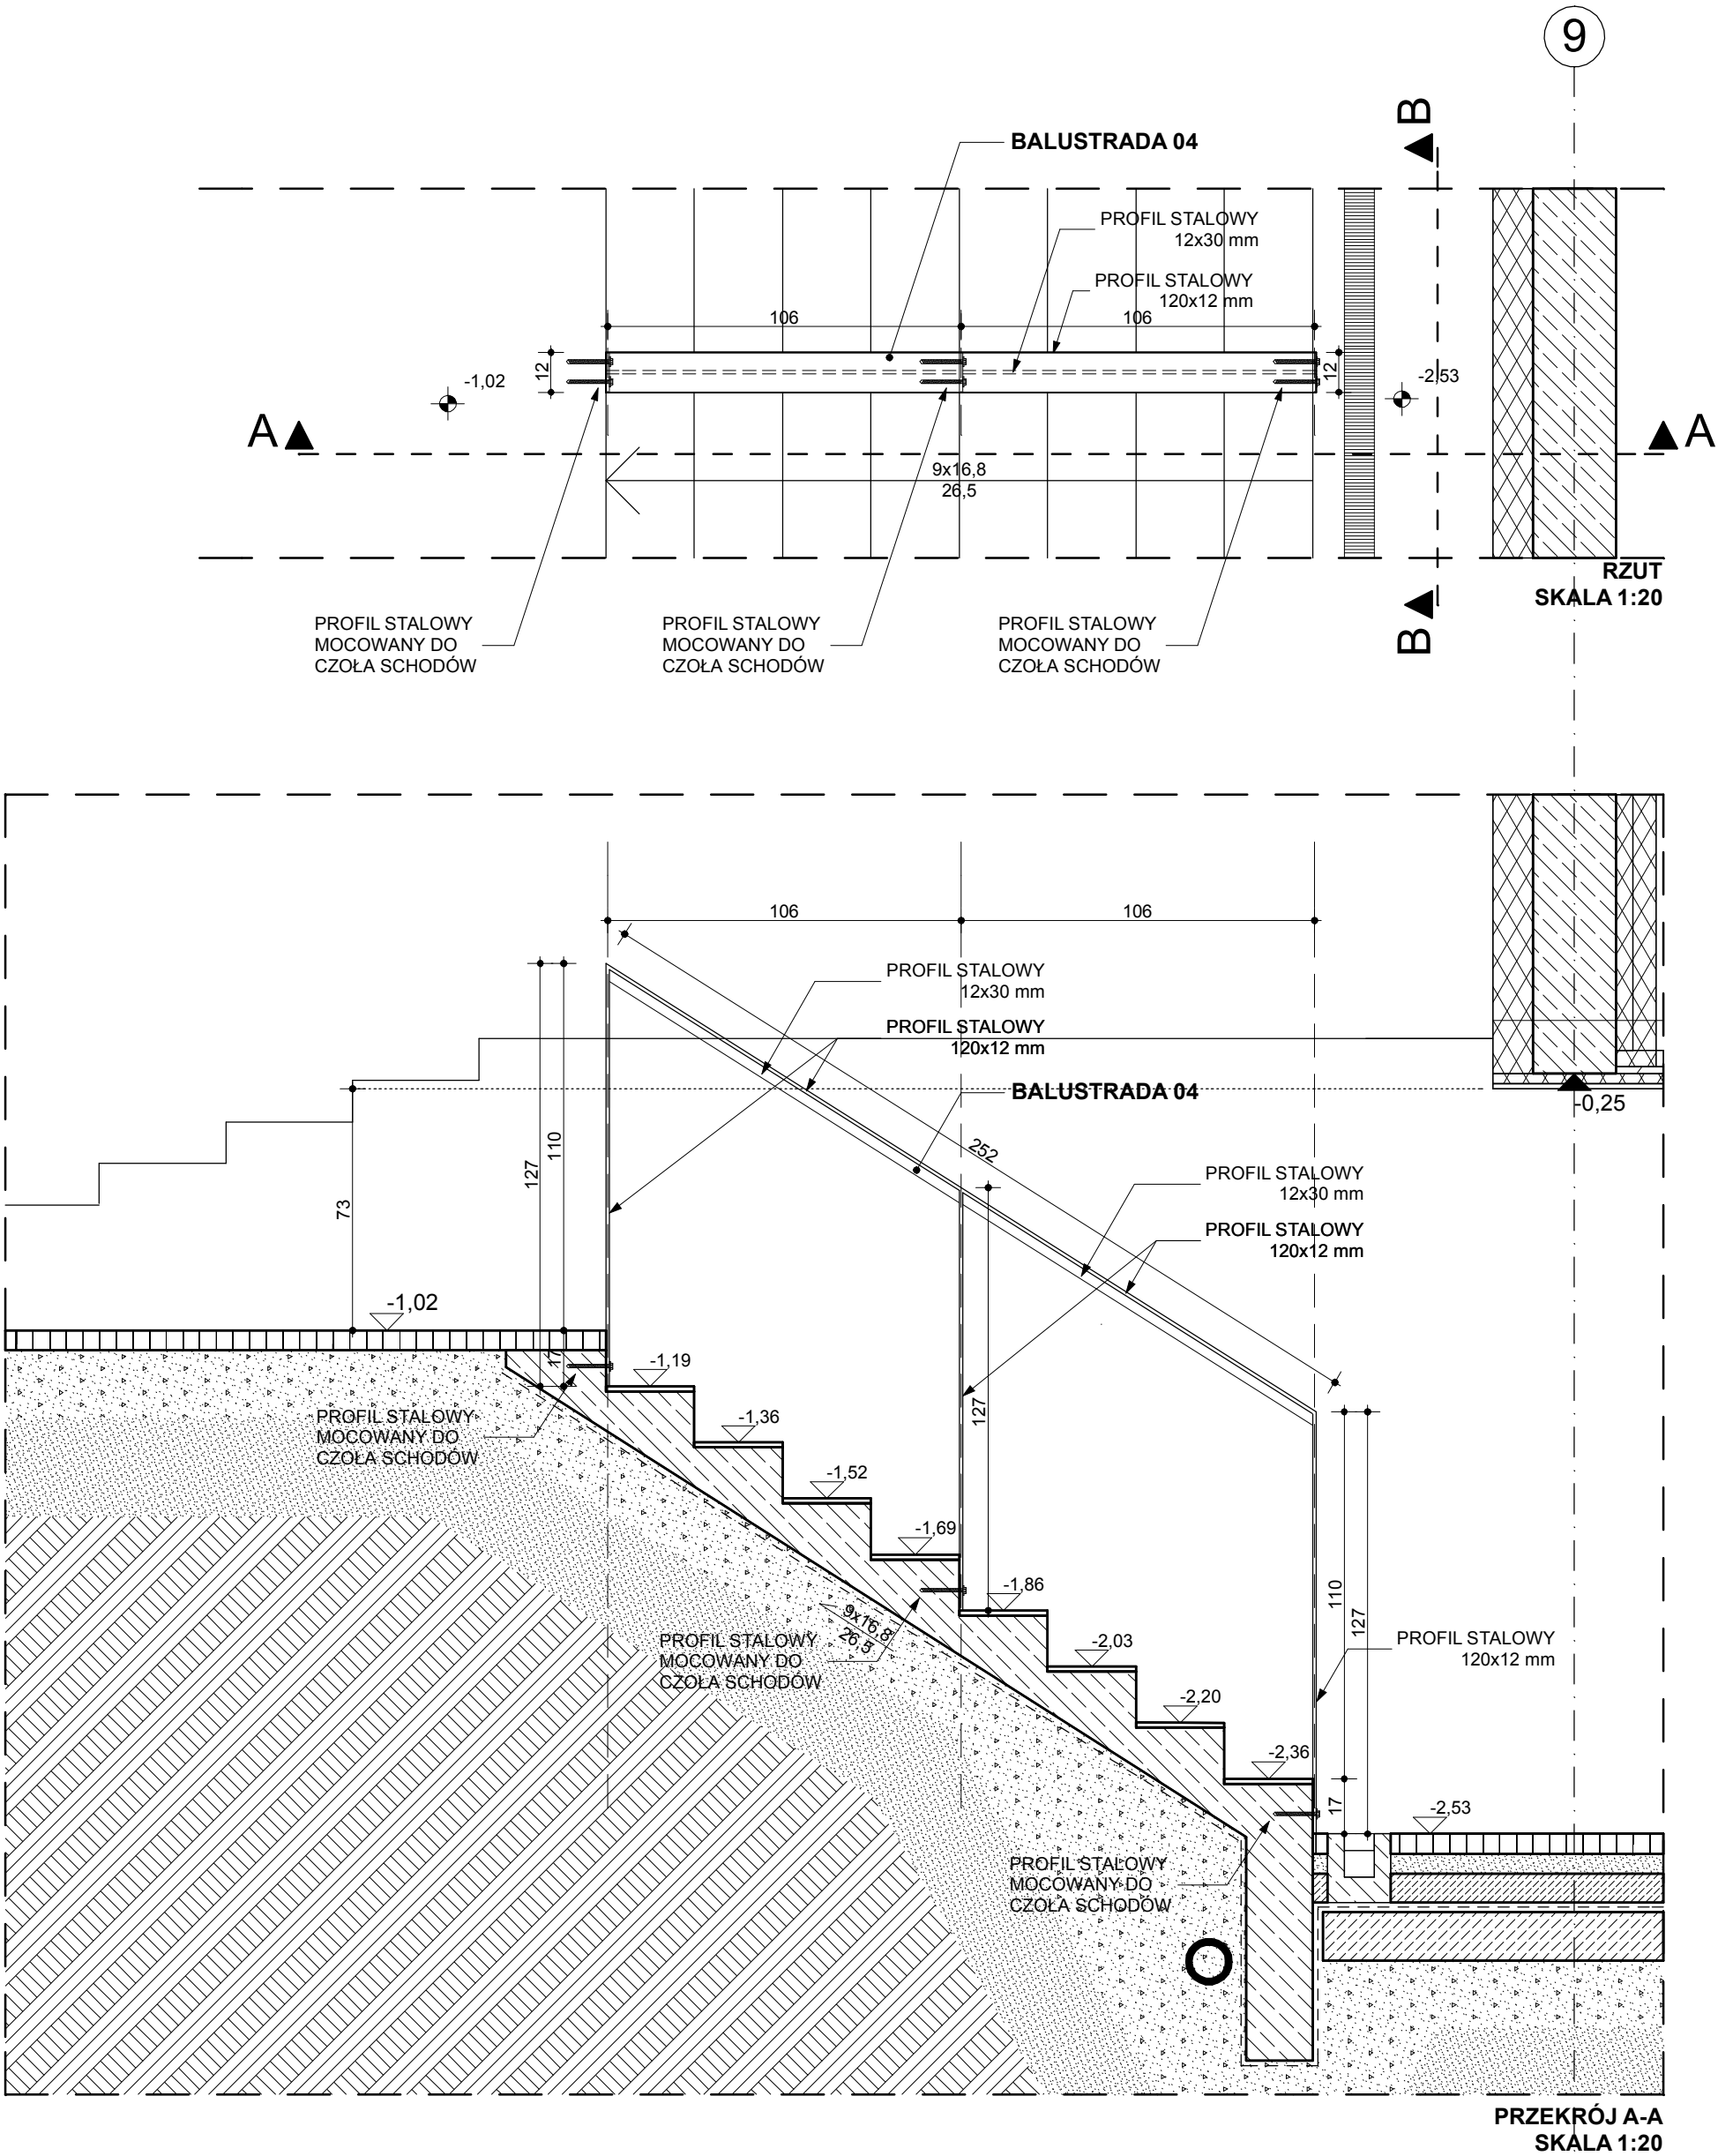 9
B
BALUSTRADA 04
PROFIL STALOWY
12x30 mm
PROFIL STALOWY
120x12 mm
106
106
12
12
-1,02
-2,53
A
A
9x16,8
26,5
RZUT
SKALA 1:20
PROFIL STALOWY
MOCOWANY DO
CZOŁA SCHODÓW
PROFIL STALOWY
MOCOWANY DO
CZOŁA SCHODÓW
PROFIL STALOWY
MOCOWANY DO
CZOŁA SCHODÓW
B
106
106
PROFIL STALOWY
12x30 mm
PROFIL STALOWY
120x12 mm
BALUSTRADA 04
-0,25
127
110
252
73
PROFIL STALOWY
12x30 mm
PROFIL STALOWY
120x12 mm
-1,02
17
-1,19
127
PROFIL STALOWY
MOCOWANY DO
CZOŁA SCHODÓW
-1,36
-1,52
-1,69
-1,86
110
127
9x16,8
26,5
PROFIL STALOWY
MOCOWANY DO
CZOŁA SCHODÓW
-2,03
PROFIL STALOWY
120x12 mm
-2,20
-2,36
17
-2,53
PROFIL STALOWY
MOCOWANY DO
CZOŁA SCHODÓW
PRZEKRÓJ A-A
SKALA 1:20